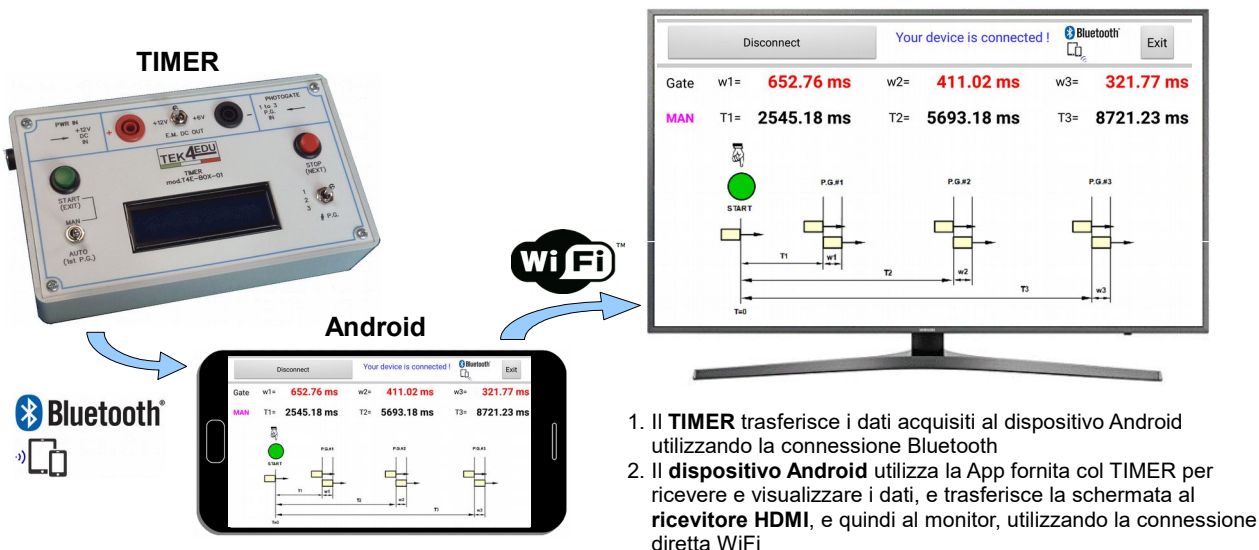 TIMER
PWR IN
+12V
DC
IN
+
+12V
+6V
E.M. DC OUT
-
PHOTOGATE
1 to 3
P.G.
IN
TEK4EDU
TIMER
mod.T4E-BOX-01
START
(EXIT)
MAN
AUTO
(1st P.G.)
STOP
(NEXT)
1
2
3
# P.G.
Bluetooth®
WiFi™
Android
Disconnect
Your device is connected !
Bluetooth
Exit
Gate w1= 652.76 ms w2= 411.02 ms w3= 321.77 ms
MAN T1= 2545.18 ms T2= 5693.18 ms T3= 8721.23 ms
START
P.G.#1
P.G.#2
P.G.#3
T1 w1
T2 w2
T3 w3
T=0
Disconnect
Your device is connected !
Bluetooth
Exit
Gate w1= 652.76 ms w2= 411.02 ms w3= 321.77 ms
MAN T1= 2545.18 ms T2= 5693.18 ms T3= 8721.23 ms
START
P.G.#1
P.G.#2
P.G.#3
T1 w1
T2 w2
T3 w3
T=0
SAMSUNG
1. Il TIMER trasferisce i dati acquisiti al dispositivo Android
utilizzando la connessione Bluetooth
2. Il dispositivo Android utilizza la App fornita col TIMER per
ricevere e visualizzare i dati, e trasferisce la schermata al
ricevitore HDMI, e quindi al monitor, utilizzando la connessione
diretta WiFi